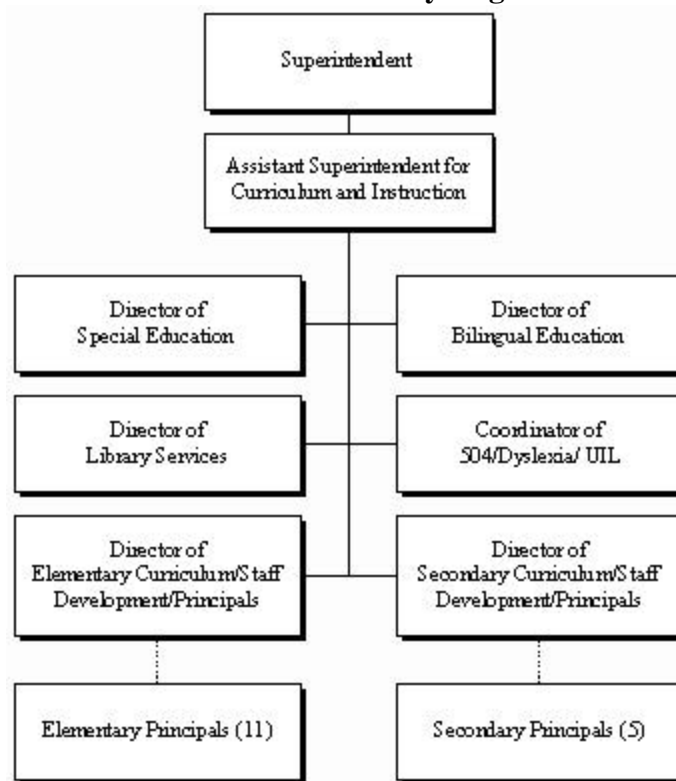 Superintendent
Assistant Superintendent for
Curriculum and Instruction
Director of
Special Education
Director of
Bilingual Education
Director of
Library Services
Coordinator of
504/Dyslexia/ UIL
Director of
Elementary Curriculum/Staff
Development/Principals
Director of
Secondary Curriculum/Staff
Development/Principals
Elementary Principals (11)
Secondary Principals (5)